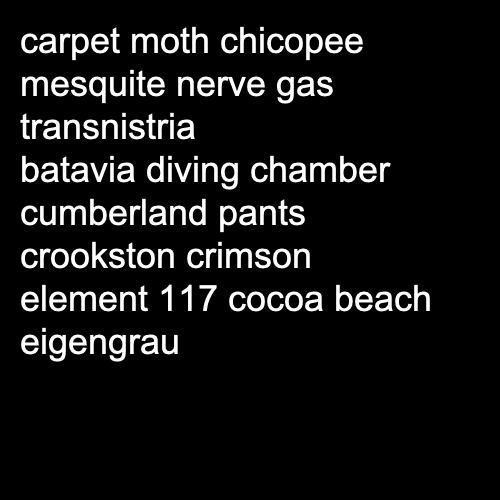 carpet moth chicopee
mesquite nerve gas
transnistria
batavia diving chamber
cumberland pants
crookston crimson
element 117 cocoa beach
eigengrau